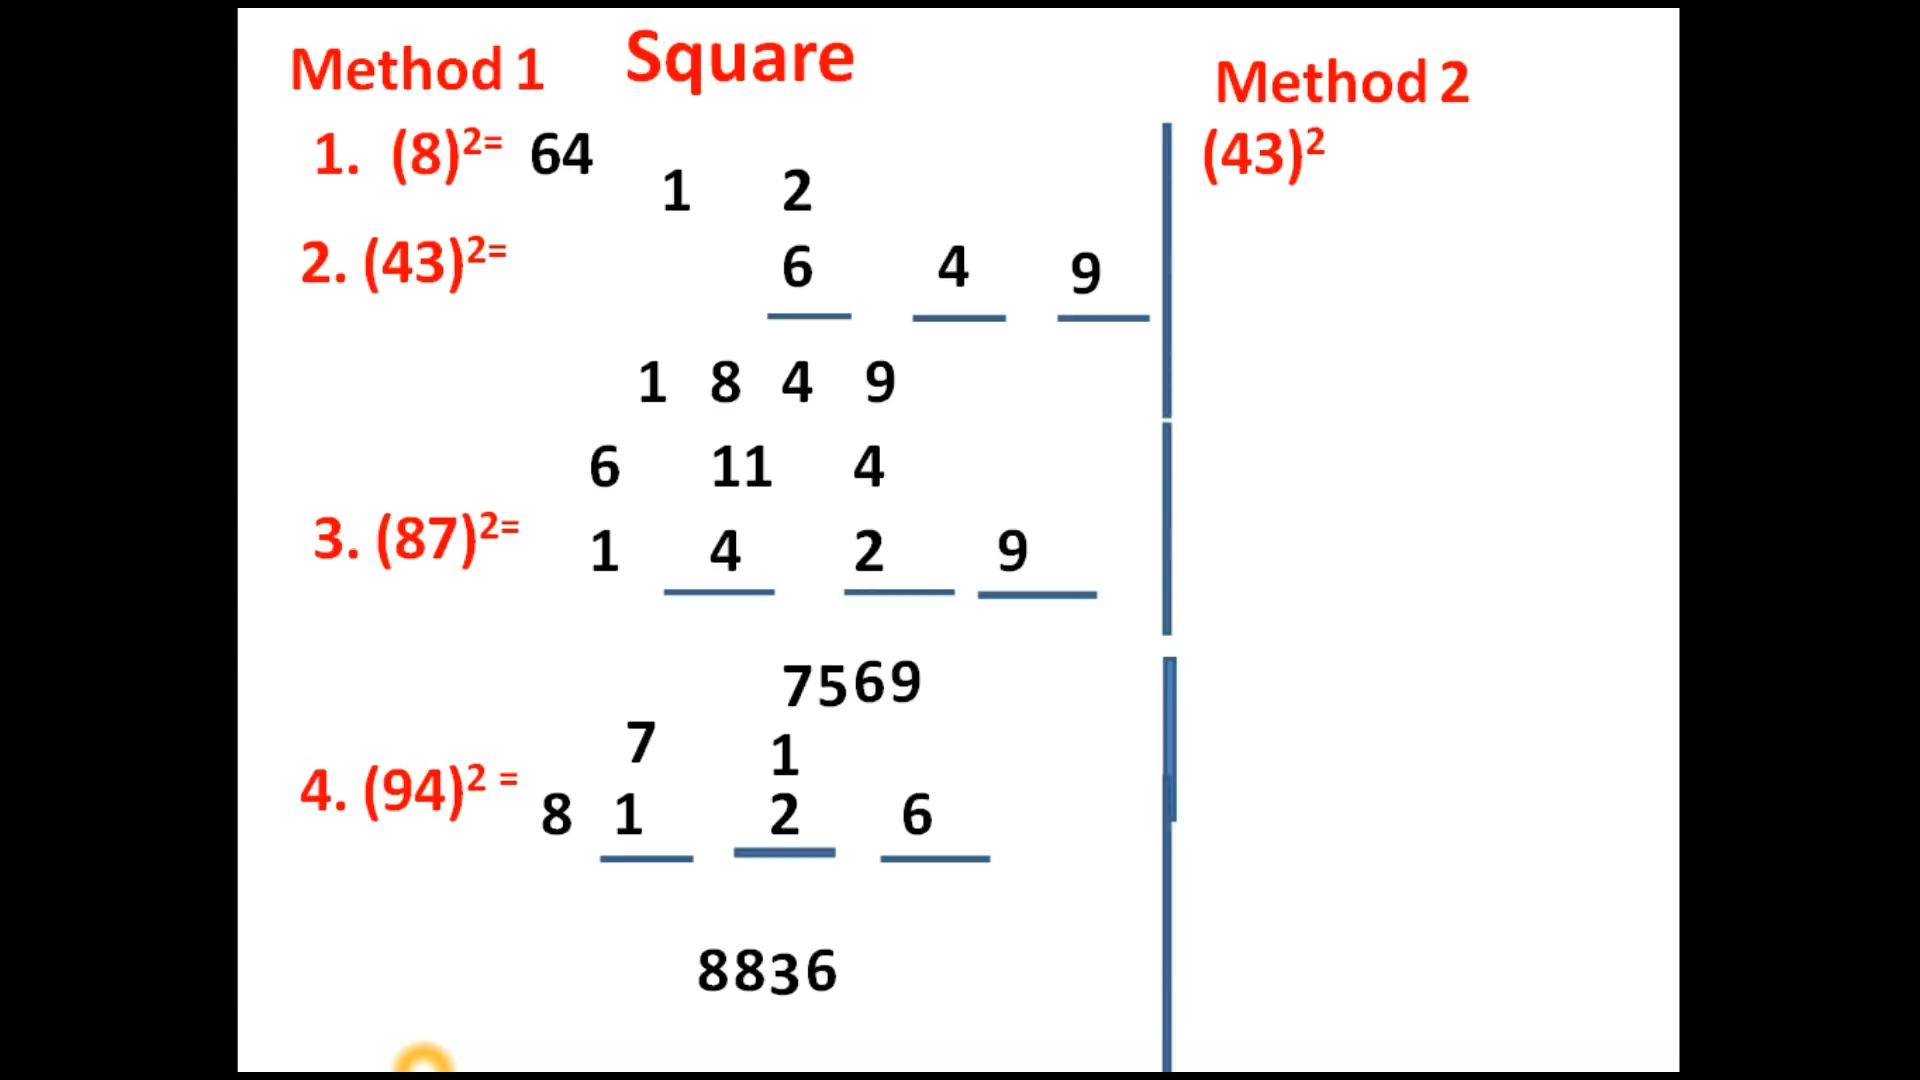 Method 1 Square
1. (8)²= 64
1 2
2. (43)²= 6 4 9
1 8 4 9
6 11 4
3. (87)²= 1 4 2 9
7569
7 1
4. (94)² = 8 1 2 6
8836
Method 2
(43)²